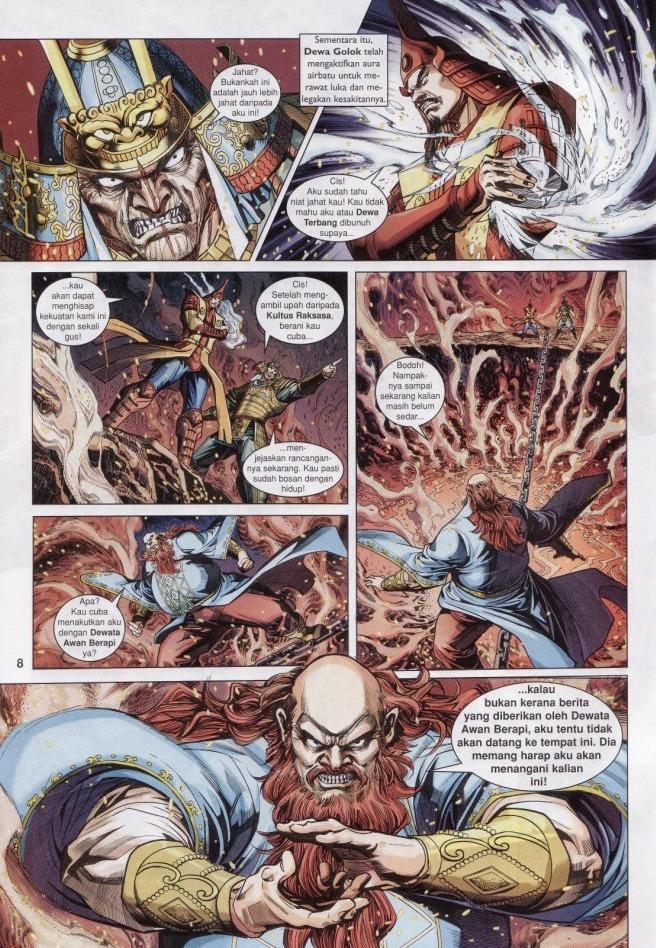 Jahat?
Bukankah ini
adalah jauh lebih
jahat daripada
aku ini!
Sementara itu,
Dewa Golok telah
mengaktifkan aura
airbatu untuk me-
rawat luka dan me-
legakan kesakitannya.
Cis!
Aku sudah tahu
niat jahat kau! Kau tidak
mahu aku atau Dewa
Terbang dibunuh
supaya...
...kau
akan dapat
menghisap
kekuatan kami ini
dengan sekali
gus!
Cis!
Setelah meng-
ambil upah daripada
Kultus Raksasa,
berani kau
cuba...
...men-
jejaskan rancangan-
nya sekarang. Kau pasti
sudah bosan dengan
hidup!
Bodoh!
Nampak-
nya sampai
sekarang kalian
masih belum
sedar...
Apa?
Kau cuba
menakutkan aku
dengan Dewata
Awan Berapi
ya?
8
...kalau
bukan kerana berita
yang diberikan oleh Dewata
Awan Berapi, aku tentu tidak
akan datang ke tempat ini. Dia
memang harap aku akan
menangani kalian
ini!